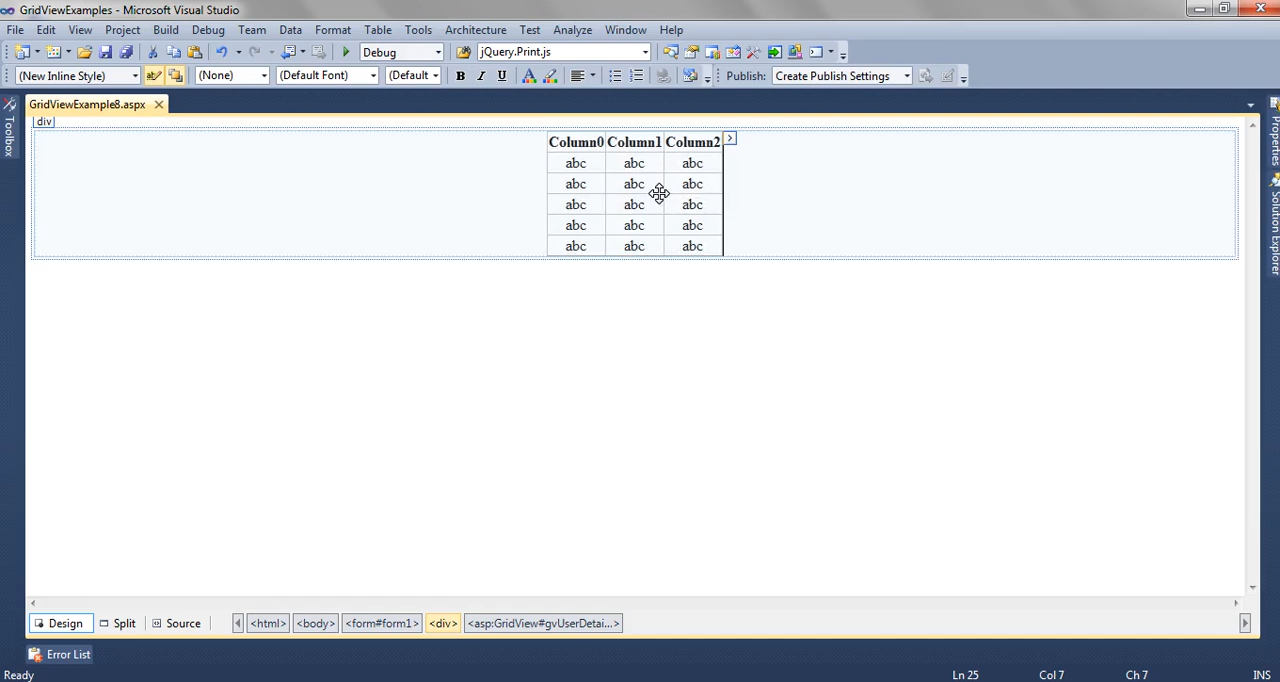 GridViewExamples - Microsoft Visual Studio
File Edit View Project Build Debug Team Data Format Table Tools Architecture Test Analyze Window Help
Debug jQuery.Print.js
(New Inline Style) (None) (Default Font) (Default B I U A Publish: Create Publish Settings
GridViewExample8.aspx
div
Column0 Column1 Column2
abc abc abc
abc abc abc
abc abc abc
abc abc abc
abc abc abc
Toolbox
Properties
Solution Explorer
Design Split Source <html> <body> <form#form1> <div> <asp:GridView#gvUserDetai...>
Error List
Ready Ln 25 Col 7 Ch 7 INS